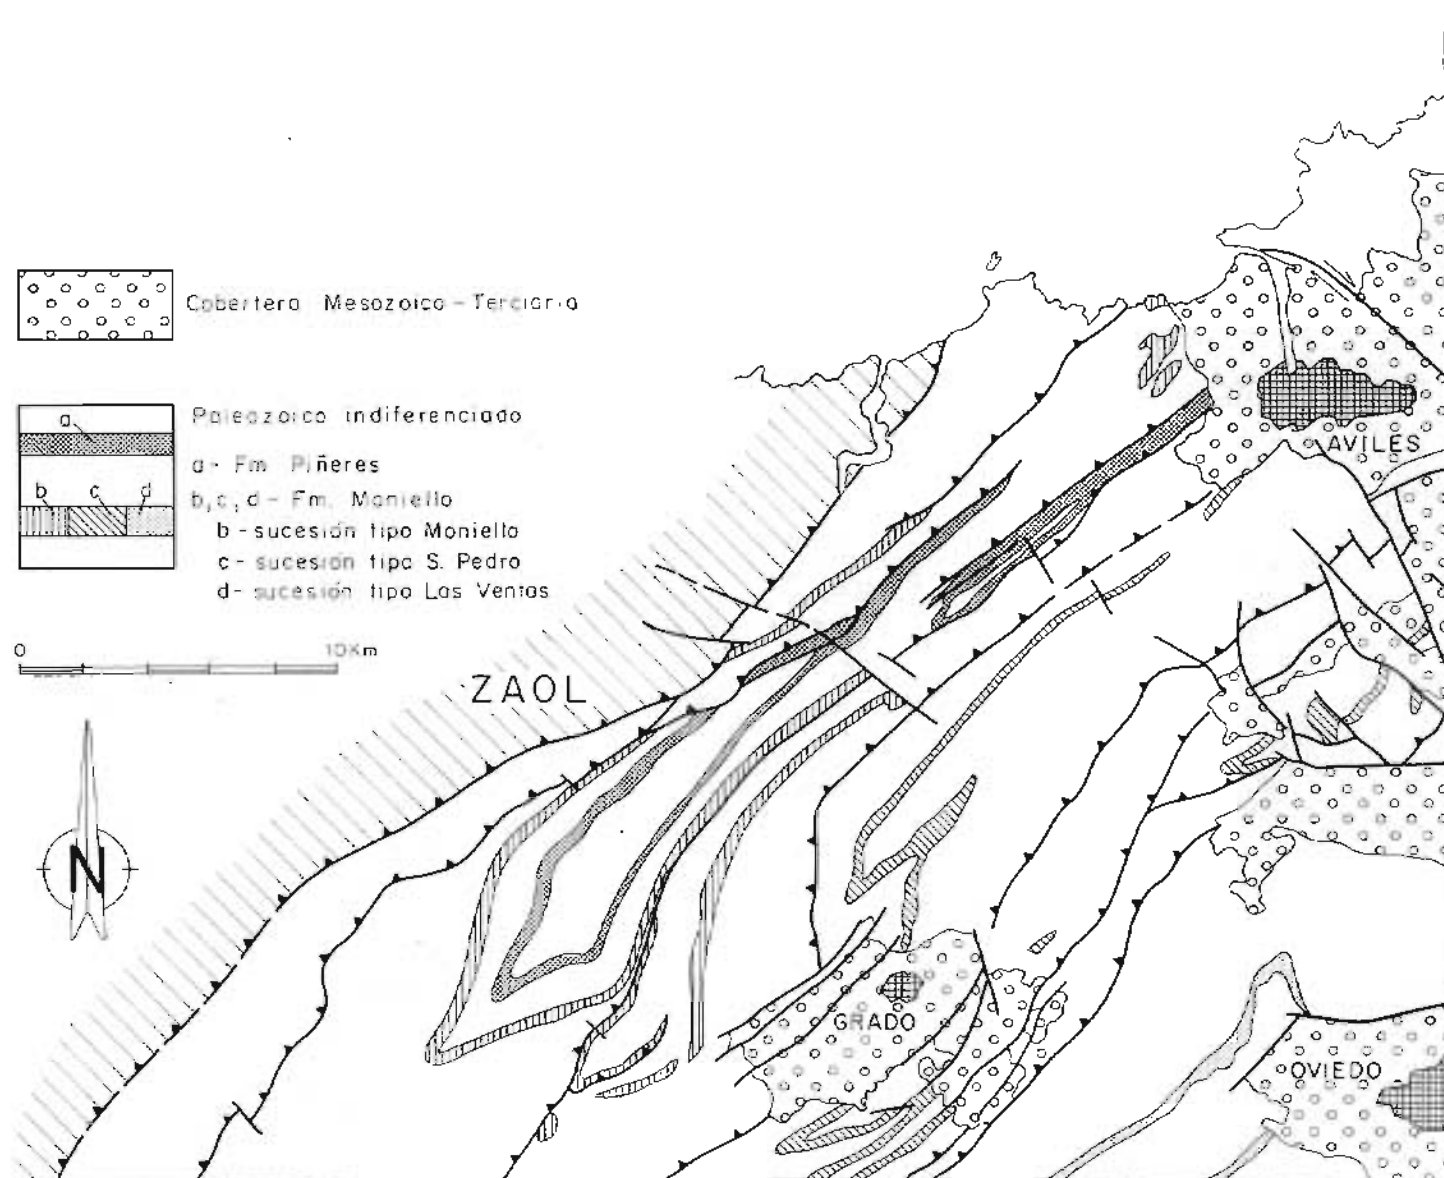 Cobertera Mesozoico-Terciaria
Paleozoico indiferenciado
a
a- Fm Piñeres
b c d
b,c,d- Fm. Moniello
b-sucesión tipo Moniello
c- sucesión tipo S. Pedro
d- sucesión tipo Las Ventas
0 10Km
ZAOL
N
AVILES
GRADO
OVIEDO